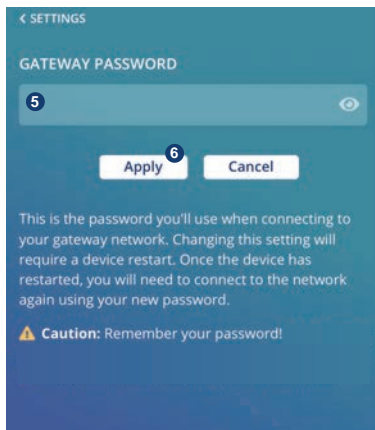 < SETTINGS
GATEWAY PASSWORD
5
6
Apply Cancel
This is the password you'll use when connecting to
your gateway network. Changing this setting will
require a device restart. Once the device has
restarted, you will need to connect to the network
again using your new password.
Caution: Remember your password!